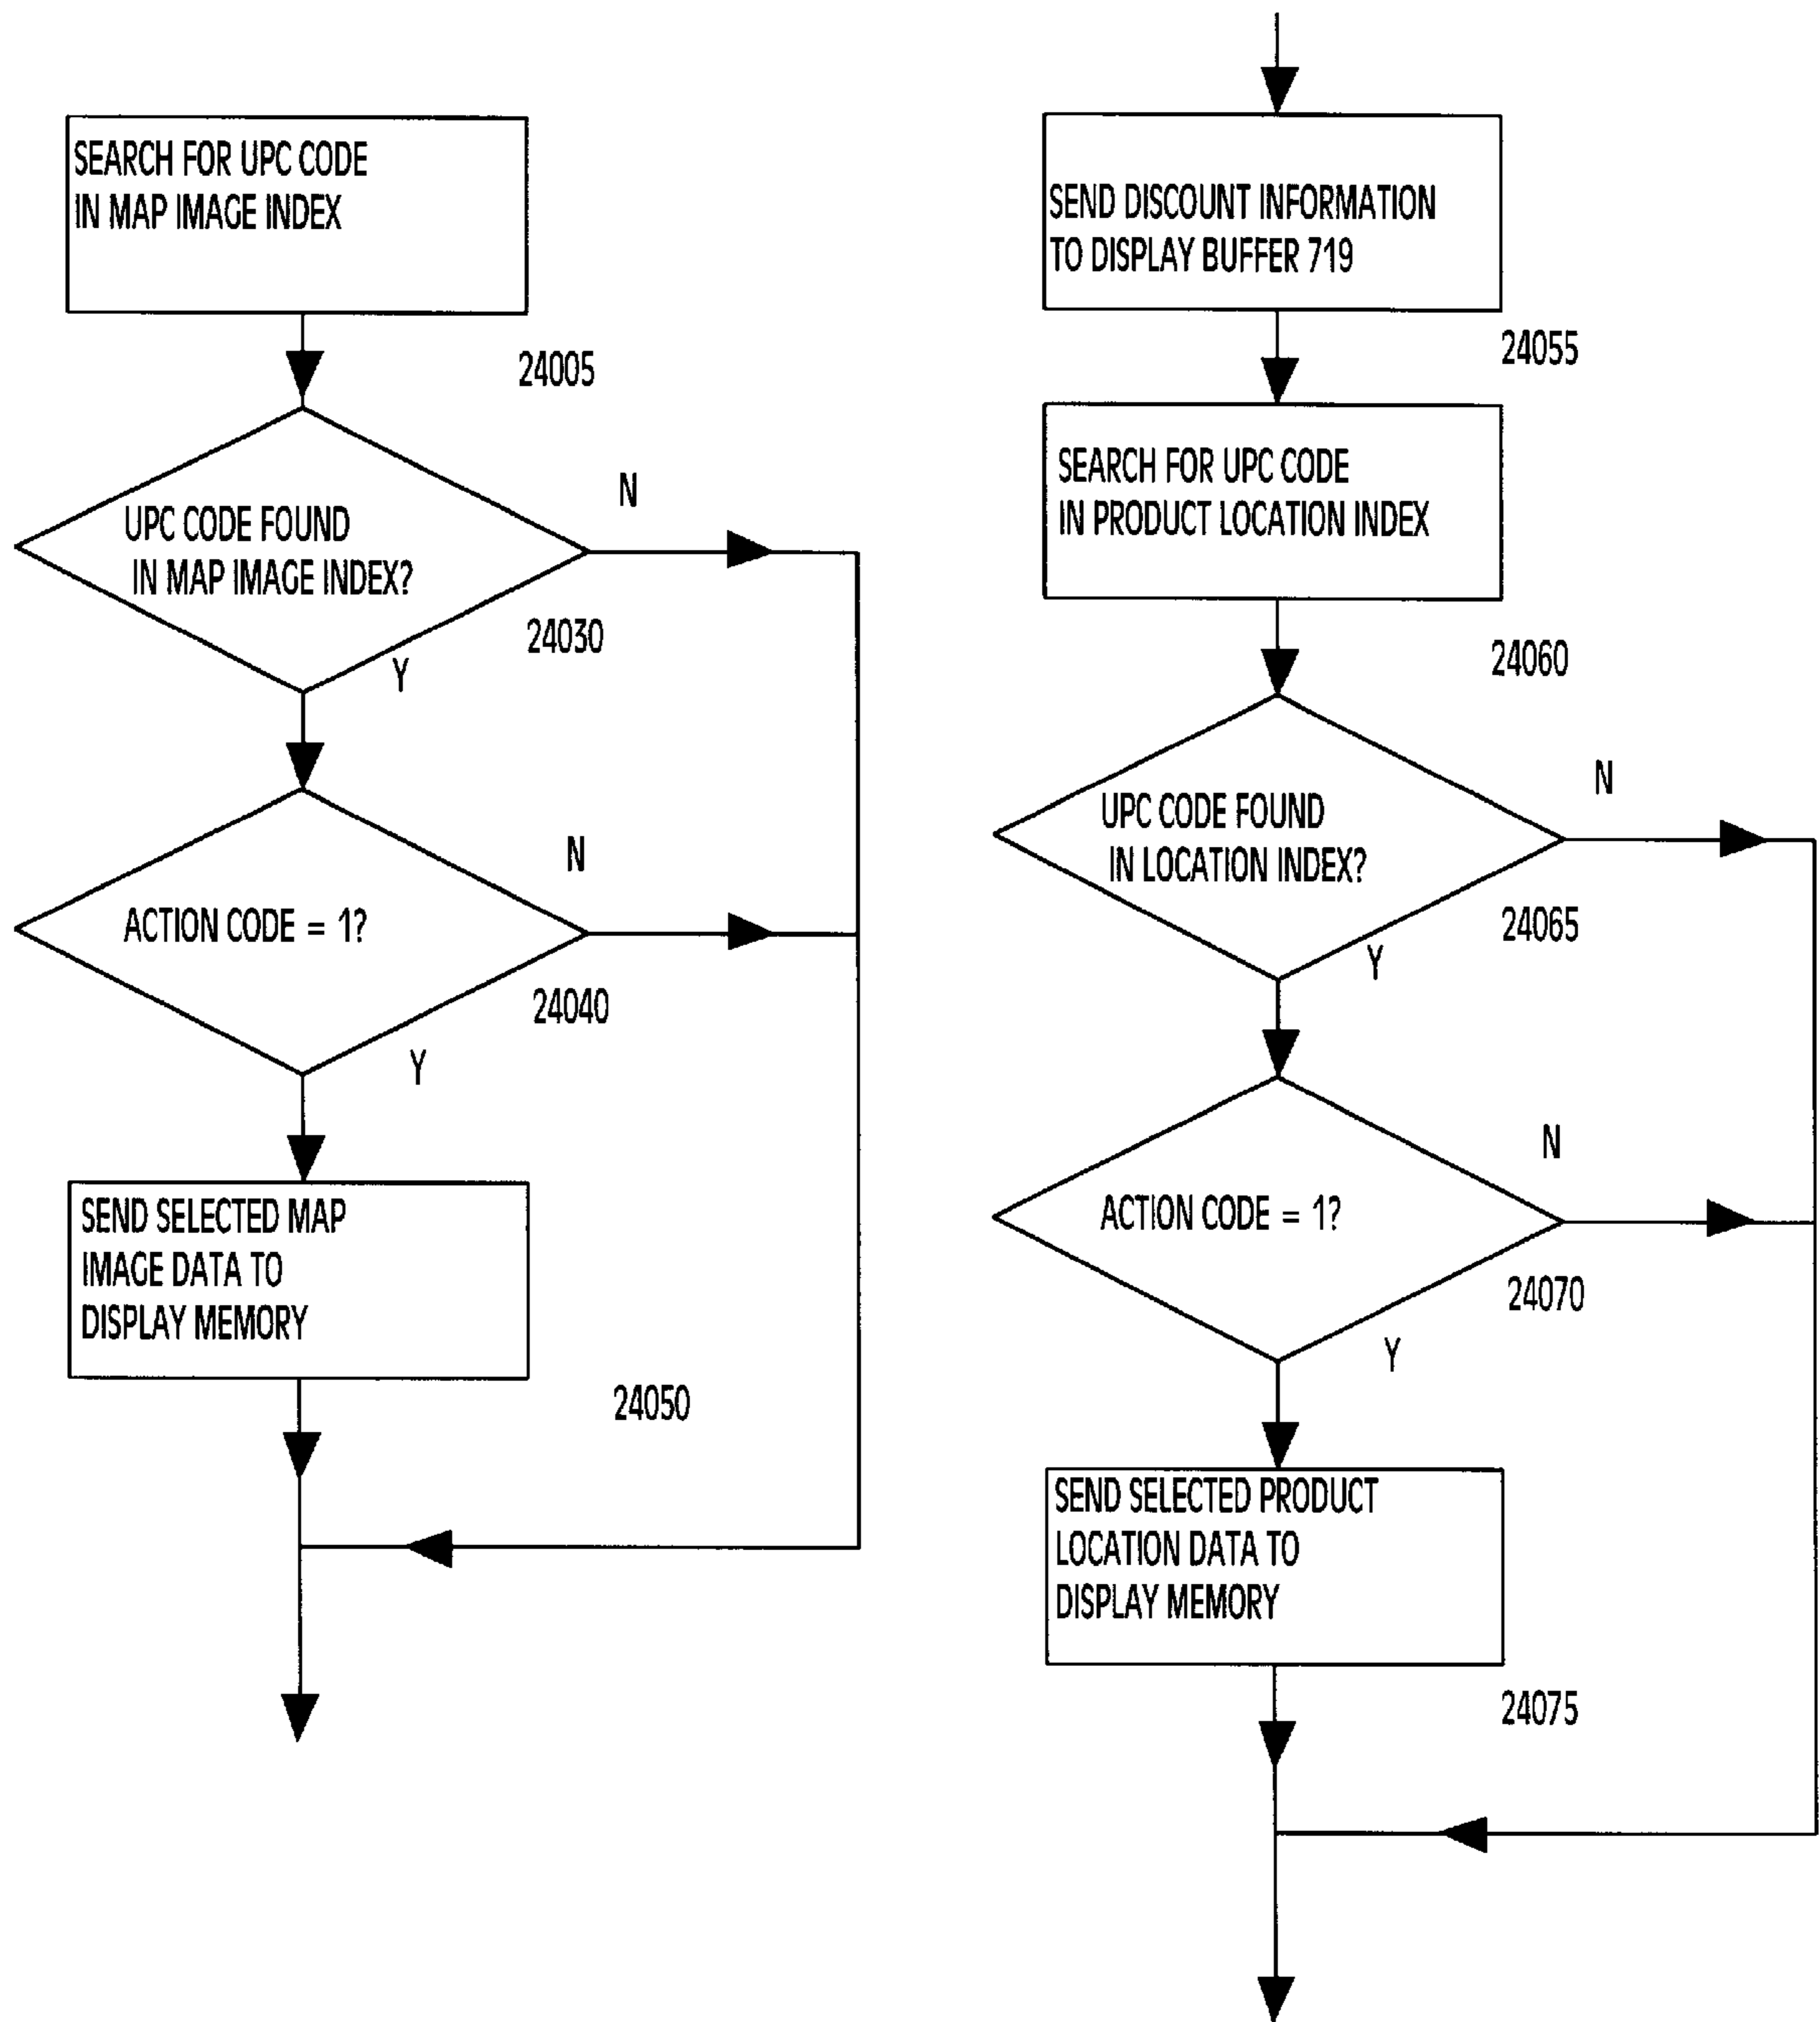 SEARCH FOR UPC CODE
IN MAP IMAGE INDEX
24005
UPC CODE FOUND
IN MAP IMAGE INDEX?
N
24030
Y
ACTION CODE = 1?
N
24040
Y
SEND SELECTED MAP
IMAGE DATA TO
DISPLAY MEMORY
24050
SEND DISCOUNT INFORMATION
TO DISPLAY BUFFER 719
24055
SEARCH FOR UPC CODE
IN PRODUCT LOCATION INDEX
24060
UPC CODE FOUND
IN LOCATION INDEX?
N
24065
Y
ACTION CODE = 1?
N
24070
Y
SEND SELECTED PRODUCT
LOCATION DATA TO
DISPLAY MEMORY
24075